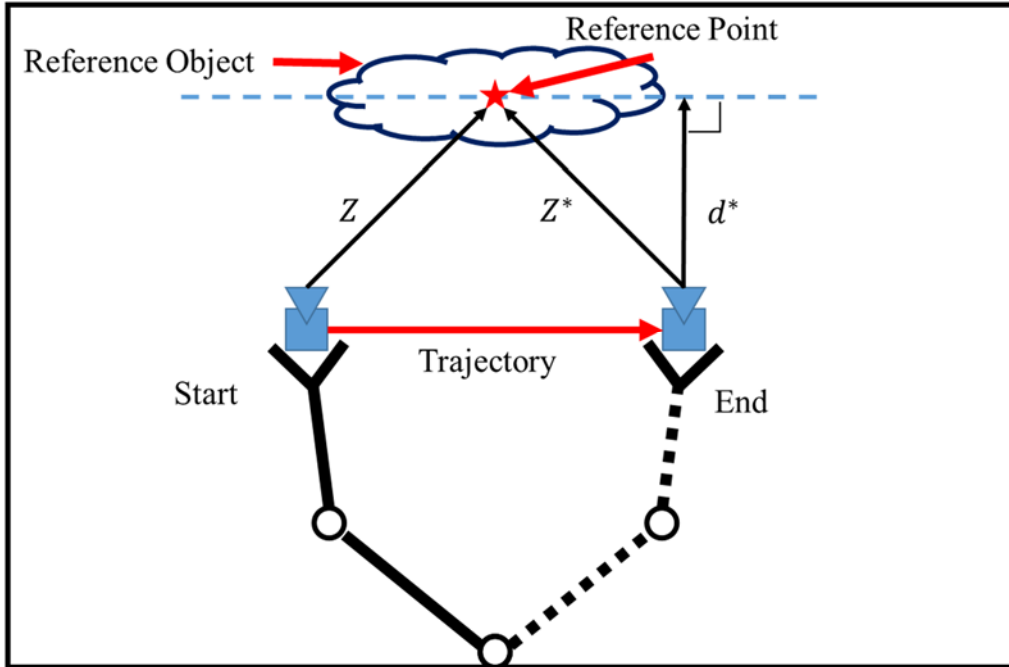 Reference Point
Reference Object
Z
Z*
d*
Trajectory
Start
End